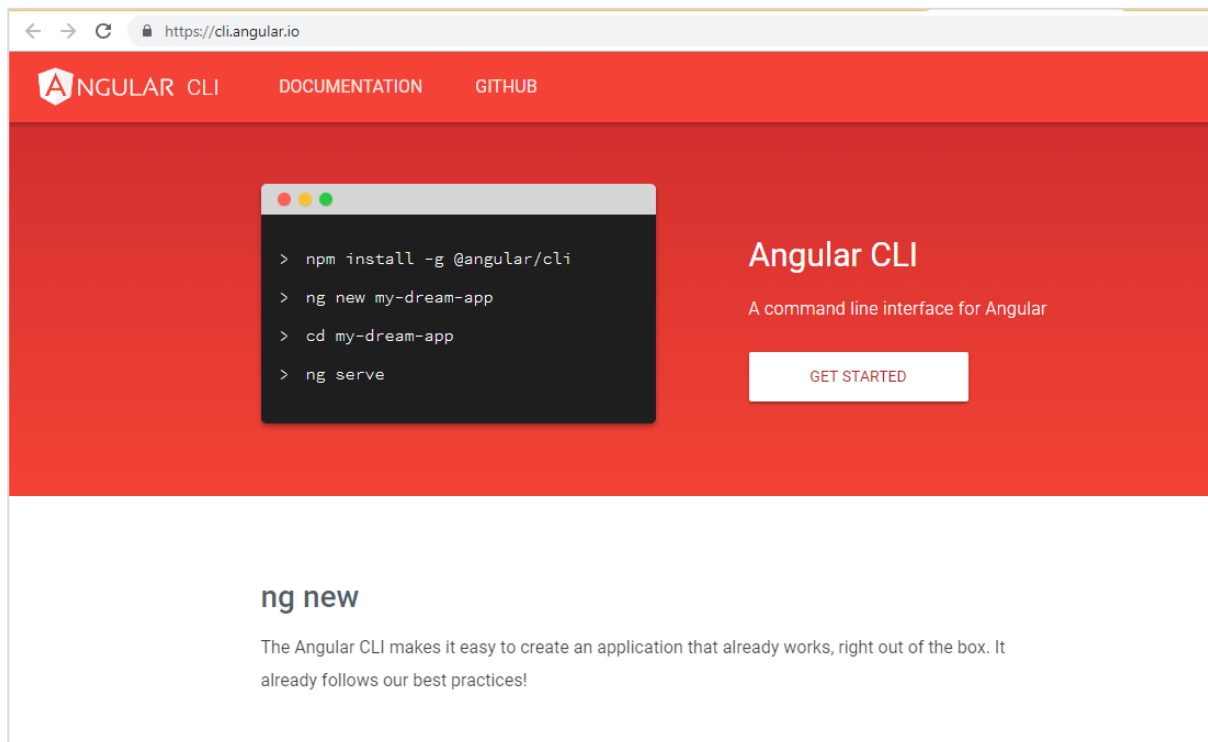 https://cli.angular.io
ANGULAR CLI DOCUMENTATION GITHUB
> npm install -g @angular/cli
> ng new my-dream-app
> cd my-dream-app
> ng serve
Angular CLI
A command line interface for Angular
GET STARTED
ng new
The Angular CLI makes it easy to create an application that already works, right out of the box. It
already follows our best practices!